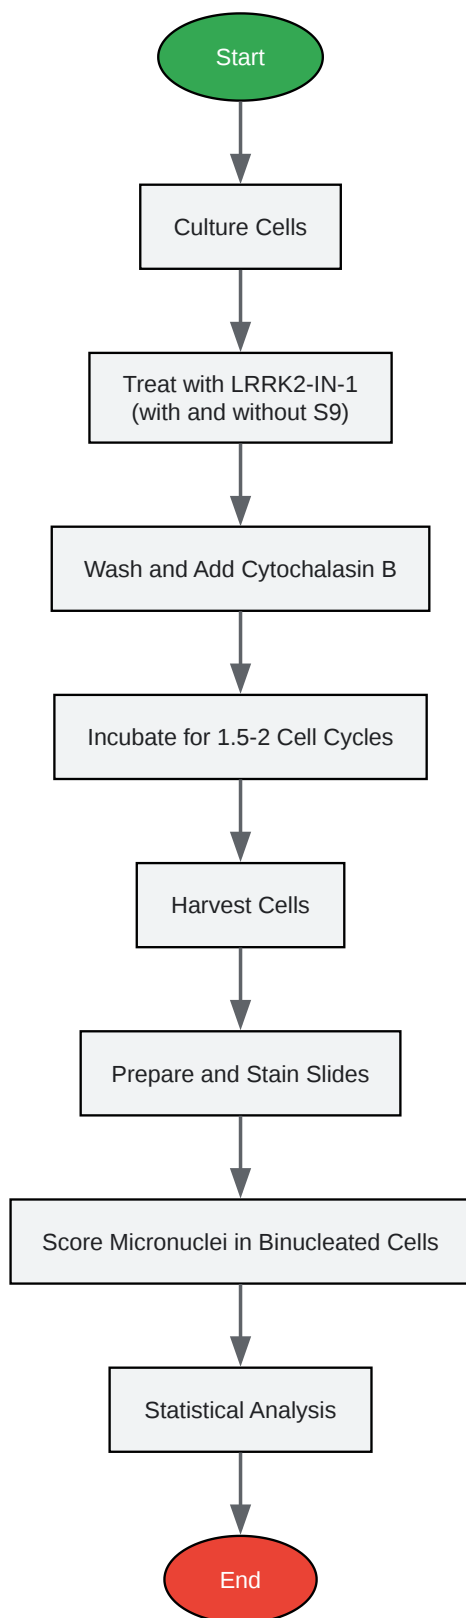 Start
Culture Cells
Treat with LRRK2-IN-1
(with and without S9)
Wash and Add Cytochalasin B
Incubate for 1.5-2 Cell Cycles
Harvest Cells
Prepare and Stain Slides
Score Micronuclei in Binucleated Cells
Statistical Analysis
End